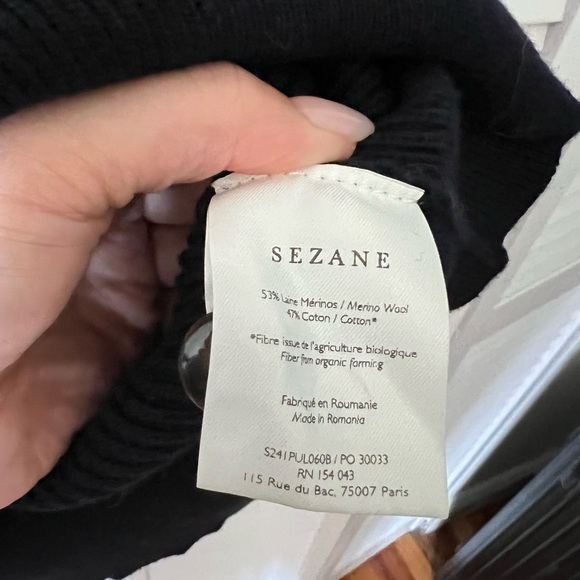 SEZANE
53% Laine Mérinos / Merino Wool
47% Coton / Cotton*
*Fibre issue de l'agriculture biologique
Fiber from organic farming
Fabriqué en Roumanie
Made in Romania
S241PUL060B / PO 30033
RN 154 043
115 Rue du Bac, 75007 Paris